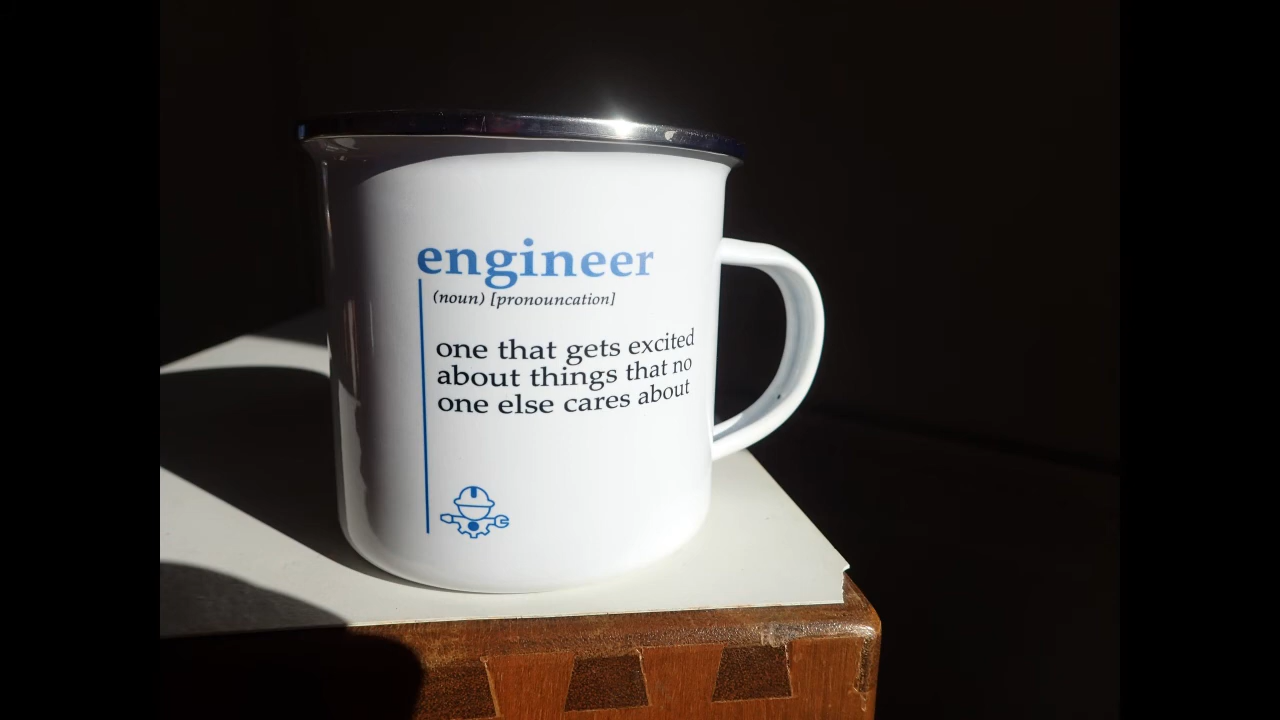 engineer
(noun) [pronouncation]
one that gets excited
about things that no
one else cares about